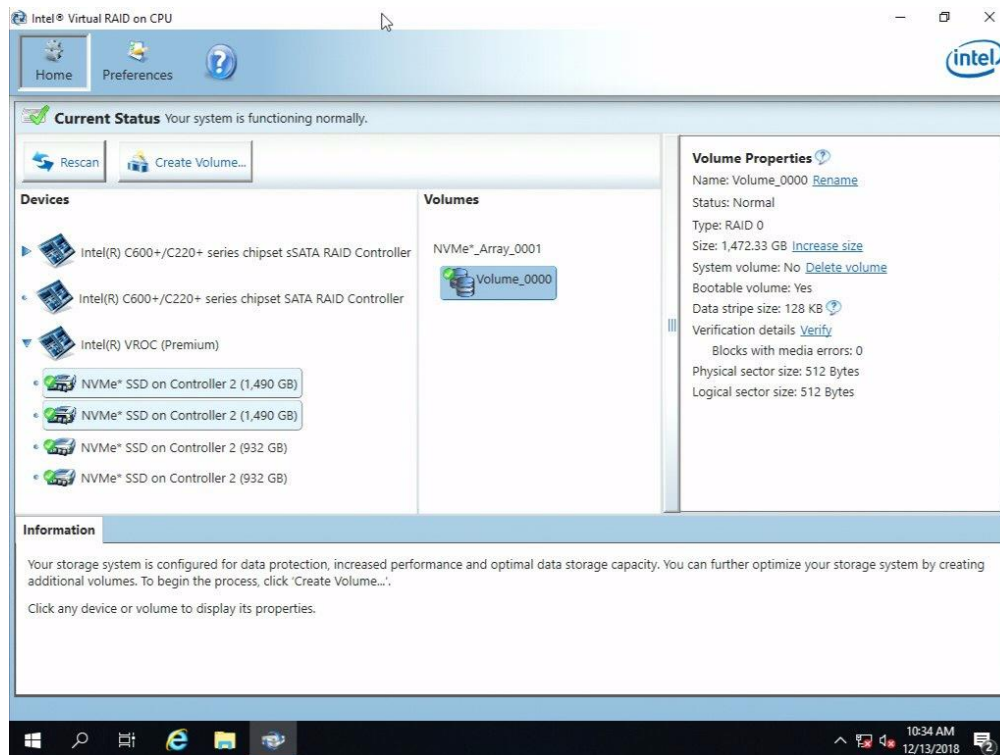 Intel® Virtual RAID on CPU
Home
Preferences
?
intel
Current Status Your system is functioning normally.
Rescan
Create Volume...
Devices
Intel(R) C600+/C220+ series chipset sSATA RAID Controller
Intel(R) C600+/C220+ series chipset SATA RAID Controller
Intel(R) VROC (Premium)
NVMe* SSD on Controller 2 (1,490 GB)
NVMe* SSD on Controller 2 (1,490 GB)
NVMe* SSD on Controller 2 (932 GB)
NVMe* SSD on Controller 2 (932 GB)
Volumes
NVMe*_Array_0001
Volume_0000
Volume Properties ?
Name: Volume_0000 Rename
Status: Normal
Type: RAID 0
Size: 1,472.33 GB Increase size
System volume: No Delete volume
Bootable volume: Yes
Data stripe size: 128 KB ?
Verification details Verify
Blocks with media errors: 0
Physical sector size: 512 Bytes
Logical sector size: 512 Bytes
Information
Your storage system is configured for data protection, increased performance and optimal data storage capacity. You can further optimize your storage system by creating
additional volumes. To begin the process, click 'Create Volume...'.
Click any device or volume to display its properties.
10:34 AM
12/13/2018
2